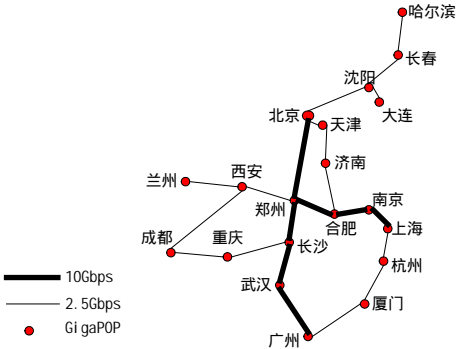 哈尔滨
长春
沈阳
大连
北京
天津
济南
兰州
西安
郑州
合肥
南京
上海
成都
重庆
长沙
杭州
武汉
厦门
广州
10Gbps
2.5Gbps
GigaPOP